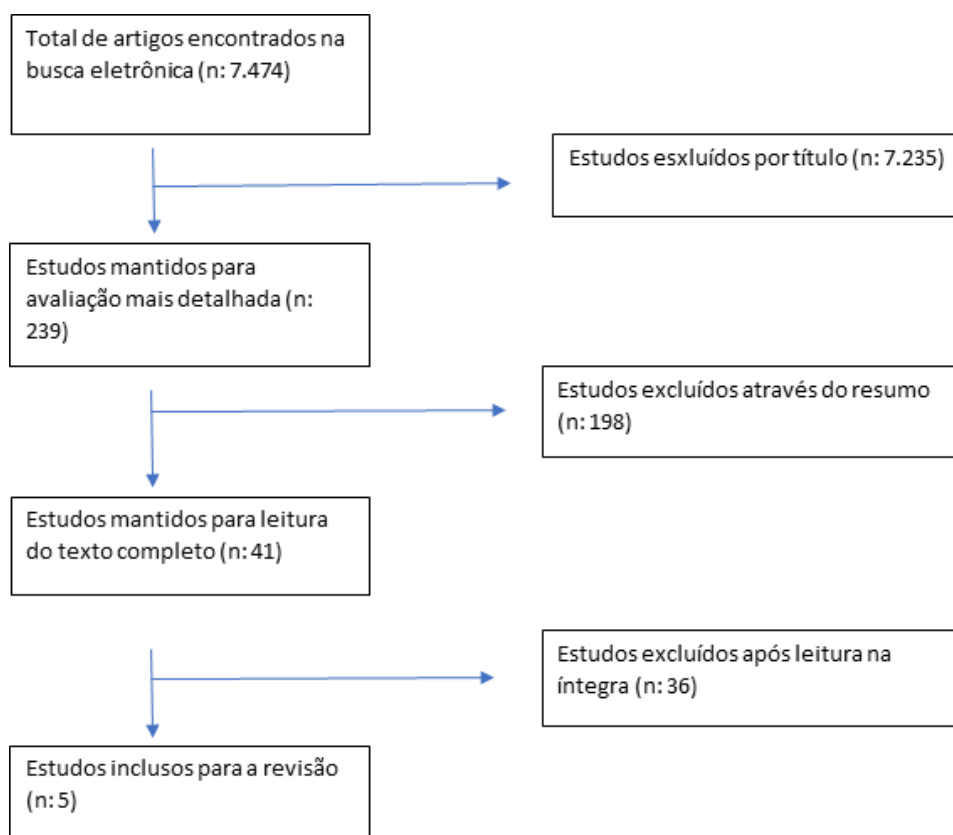 Total de artigos encontrados na
busca eletrônica (n: 7.474)
Estudos esxluídos por título (n: 7.235)
Estudos mantidos para
avaliação mais detalhada (n:
239)
Estudos excluídos através do resumo
(n: 198)
Estudos mantidos para leitura
do texto completo (n: 41)
Estudos excluídos após leitura na
íntegra (n: 36)
Estudos inclusos para a revisão
(n: 5)